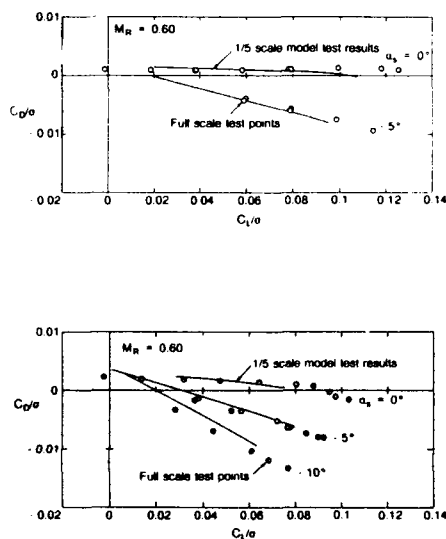 M_R = 0.60
1/5 scale model test results
α_s = 0°
0.01
0
C_D/σ
- 5°
Full scale test points
-0.01
- 0 02
0
0.02
0 04
0.06
0.08
0.1
0.12
0.14
C_L/σ
0.01
M_R = 0.60
1/5 scale model test results
0
C_D/σ
α_s = 0°
- 5°
-0.01
Full scale test points
- 10°
- 0 02
0
0.02
0.04
0.06
0.08
0.1
0.12
0.14
C_L/σ